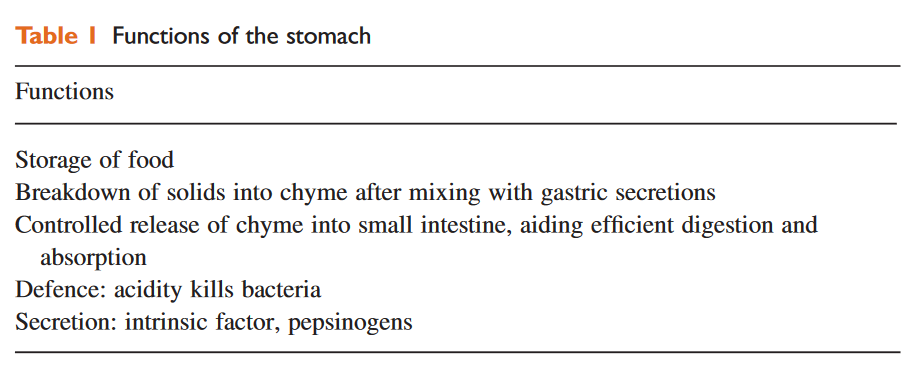 Table 1 Functions of the stomach
Functions
Storage of food
Breakdown of solids into chyme after mixing with gastric secretions
Controlled release of chyme into small intestine, aiding efficient digestion and
absorption
Defence: acidity kills bacteria
Secretion: intrinsic factor, pepsinogens